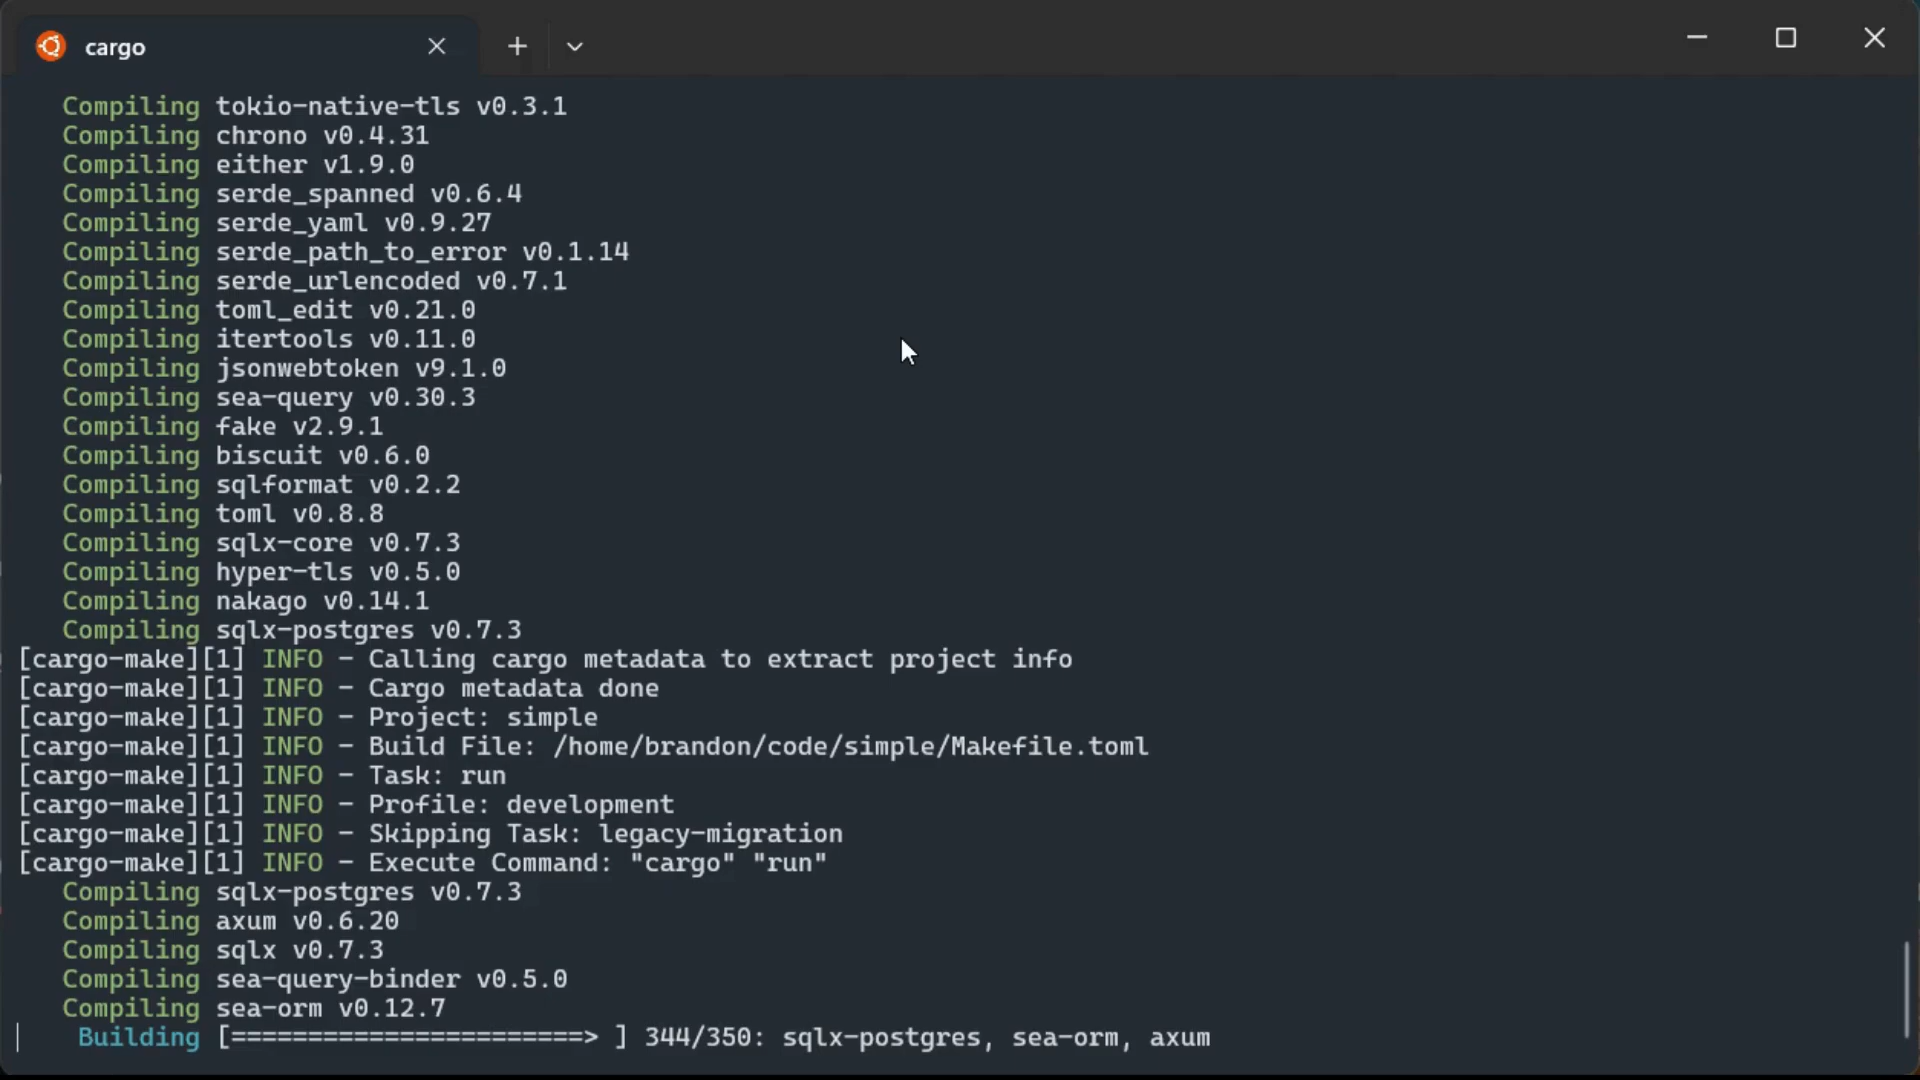 cargo
Compiling tokio-native-tls v0.3.1
Compiling chrono v0.4.31
Compiling either v1.9.0
Compiling serde_spanned v0.6.4
Compiling serde_yaml v0.9.27
Compiling serde_path_to_error v0.1.14
Compiling serde_urlencoded v0.7.1
Compiling toml_edit v0.21.0
Compiling itertools v0.11.0
Compiling jsonwebtoken v9.1.0
Compiling sea-query v0.30.3
Compiling fake v2.9.1
Compiling biscuit v0.6.0
Compiling sqlformat v0.2.2
Compiling toml v0.8.8
Compiling sqlx-core v0.7.3
Compiling hyper-tls v0.5.0
Compiling nakago v0.14.1
Compiling sqlx-postgres v0.7.3
[cargo-make][1] INFO - Calling cargo metadata to extract project info
[cargo-make][1] INFO - Cargo metadata done
[cargo-make][1] INFO - Project: simple
[cargo-make][1] INFO - Build File: /home/brandon/code/simple/Makefile.toml
[cargo-make][1] INFO - Task: run
[cargo-make][1] INFO - Profile: development
[cargo-make][1] INFO - Skipping Task: legacy-migration
[cargo-make][1] INFO - Execute Command: "cargo" "run"
Compiling sqlx-postgres v0.7.3
Compiling axum v0.6.20
Compiling sqlx v0.7.3
Compiling sea-query-binder v0.5.0
Compiling sea-orm v0.12.7
Building [=======================> ] 344/350: sqlx-postgres, sea-orm, axum